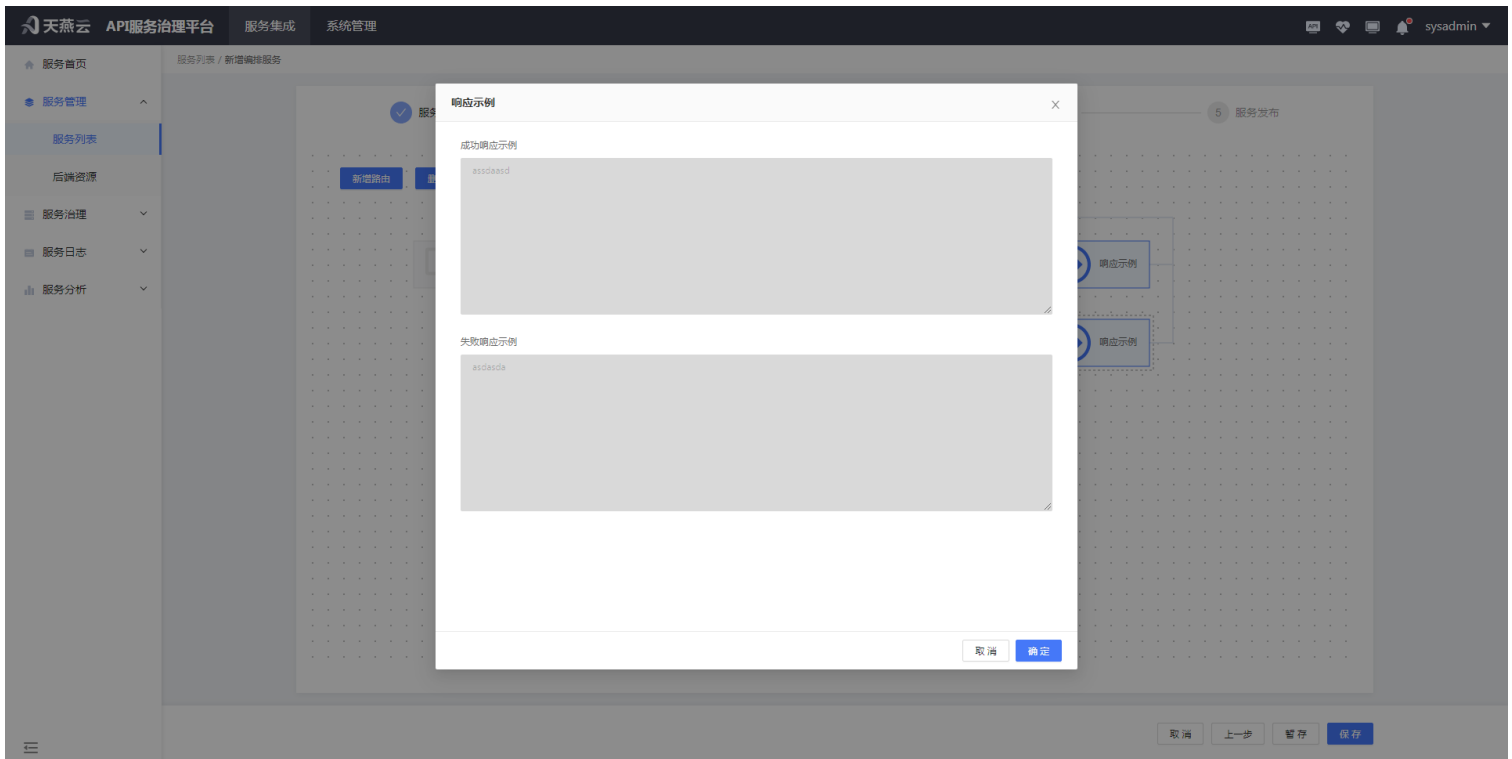 天燕云 API服务治理平台 服务集成 系统管理 API sysadmin
服务首页
服务列表 / 新增编排服务
服务管理
服务列表
后端资源
服务治理
服务日志
服务分析
服务
5 服务发布
新增路由
响应示例
成功响应示例
assdaasd
失败响应示例
asdasda
响应示例
响应示例
取 消 确 定
取 消 上一步 暂 存 保 存